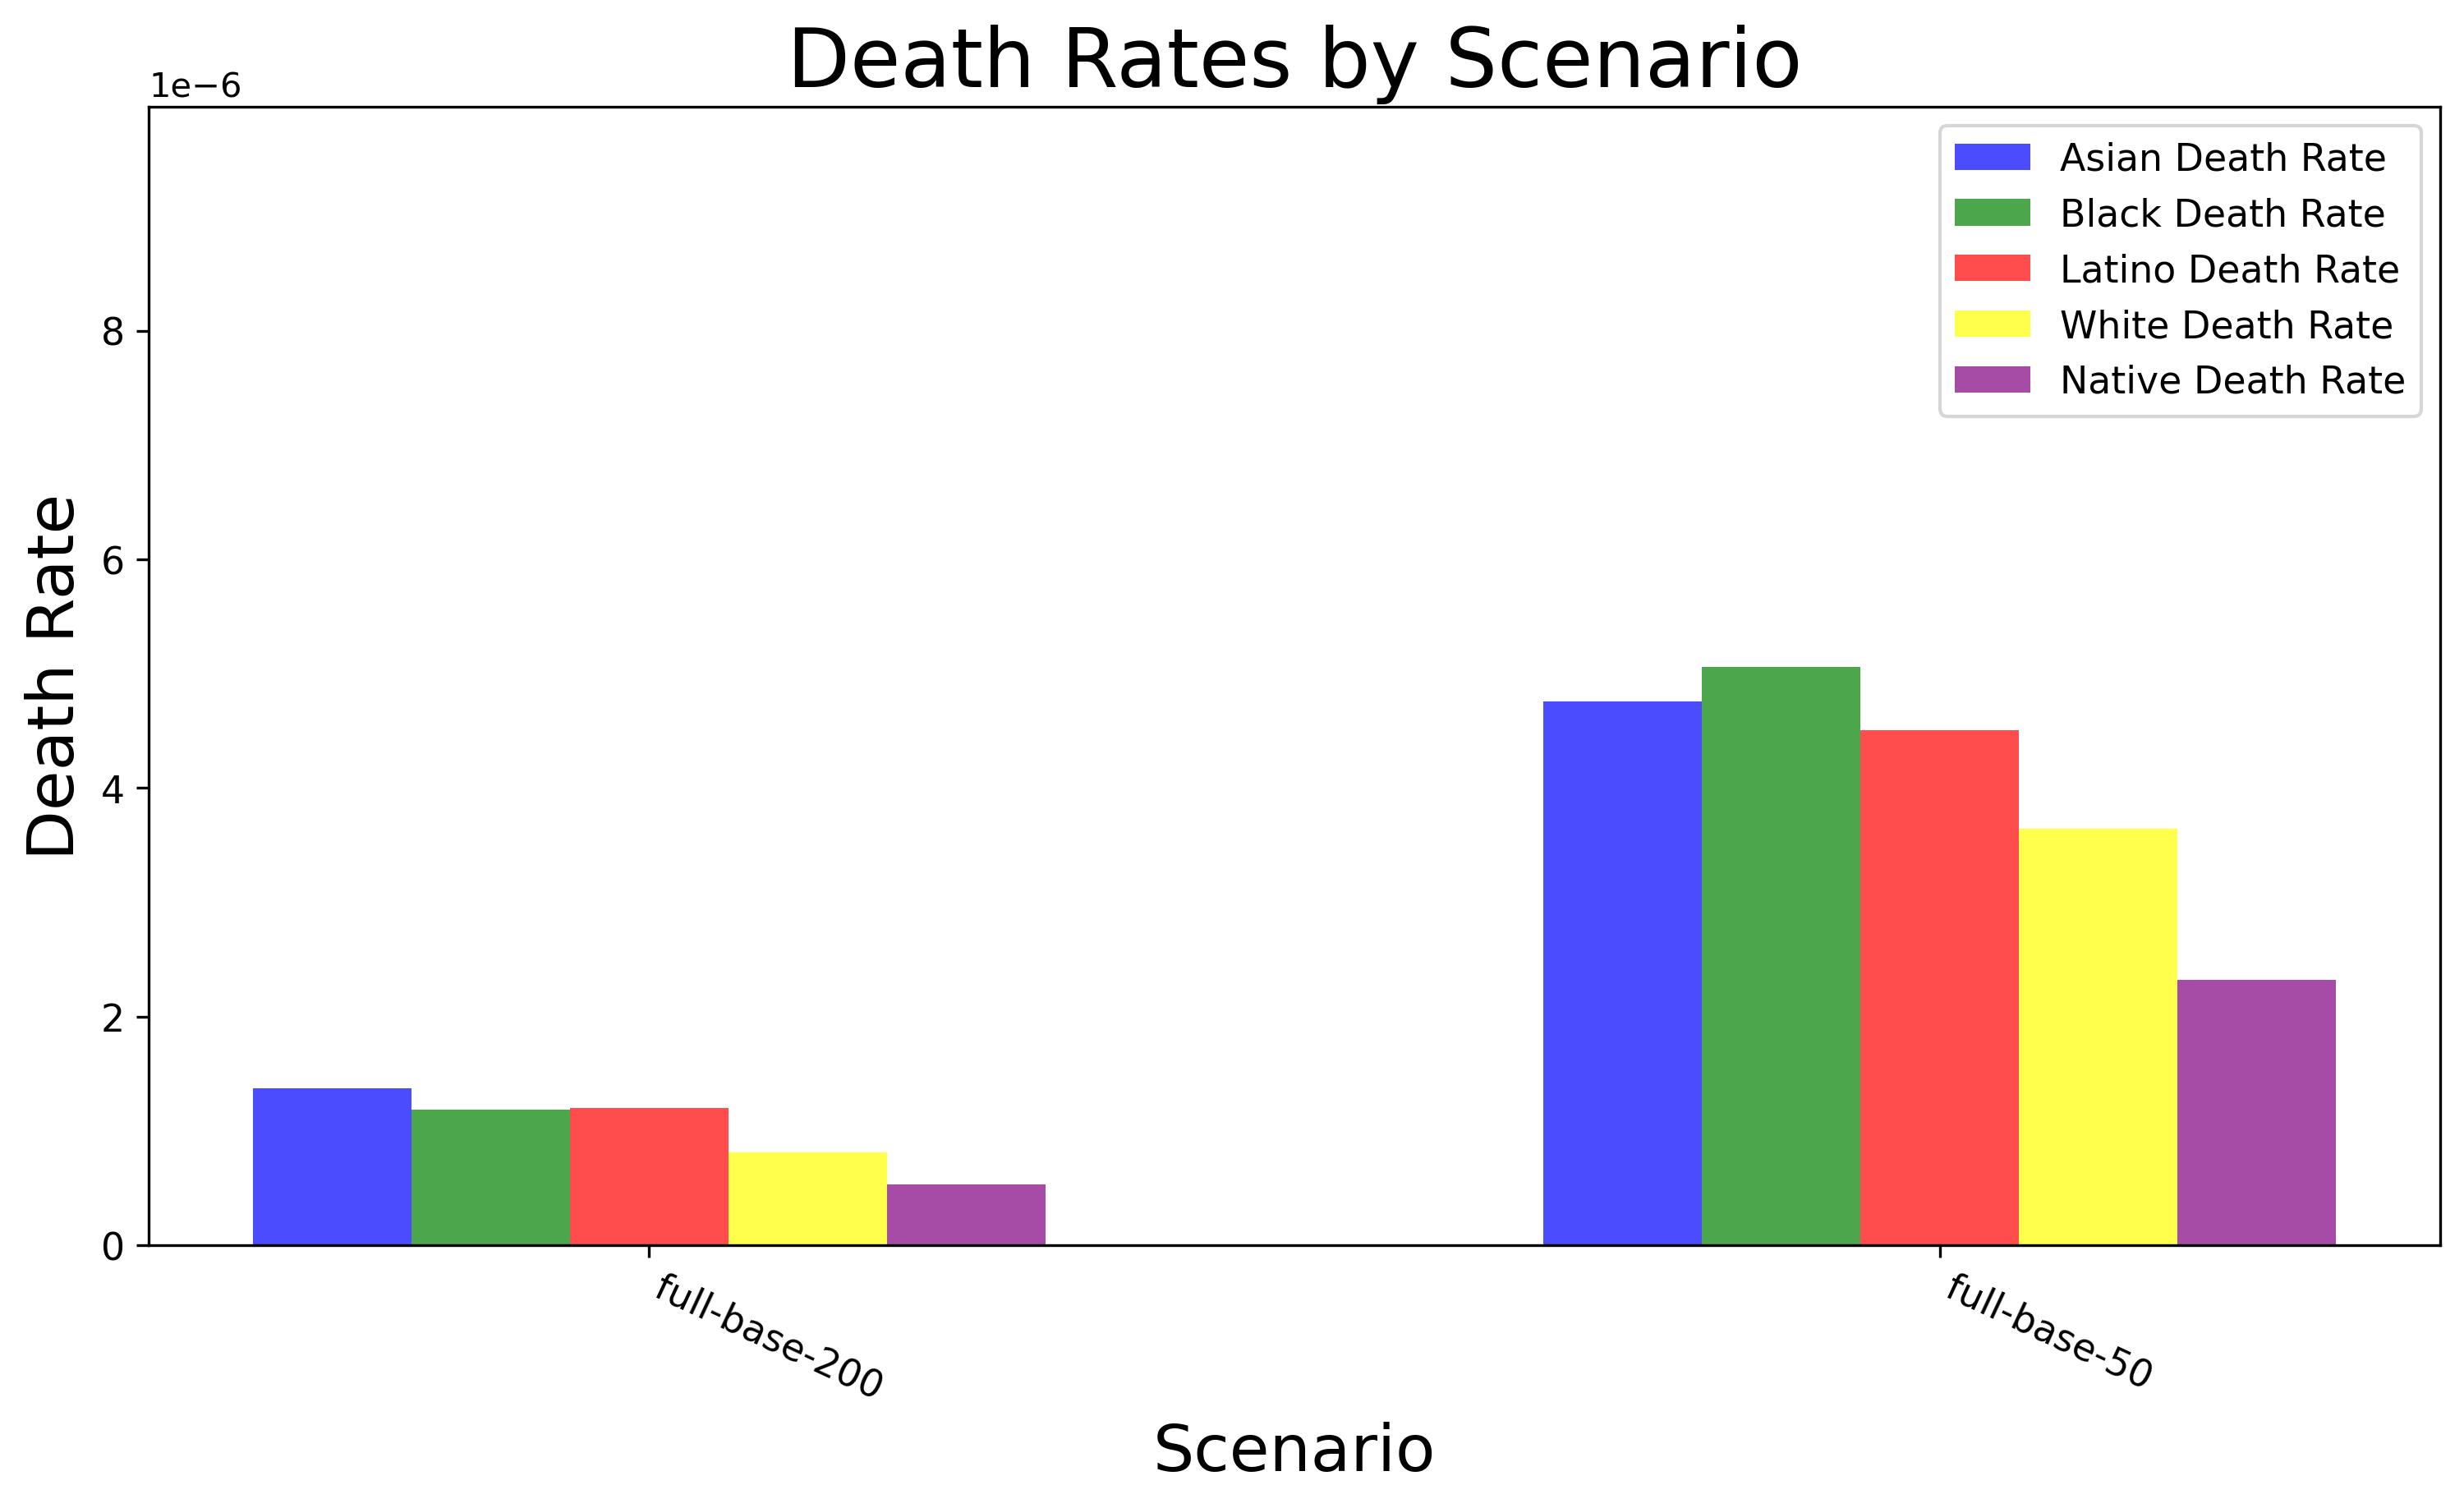 Death Rates by Scenario
1e−6
Asian Death Rate
Black Death Rate
Latino Death Rate
White Death Rate
Native Death Rate
8
6
4
2
0
Death Rate
full-base-200
full-base-50
Scenario